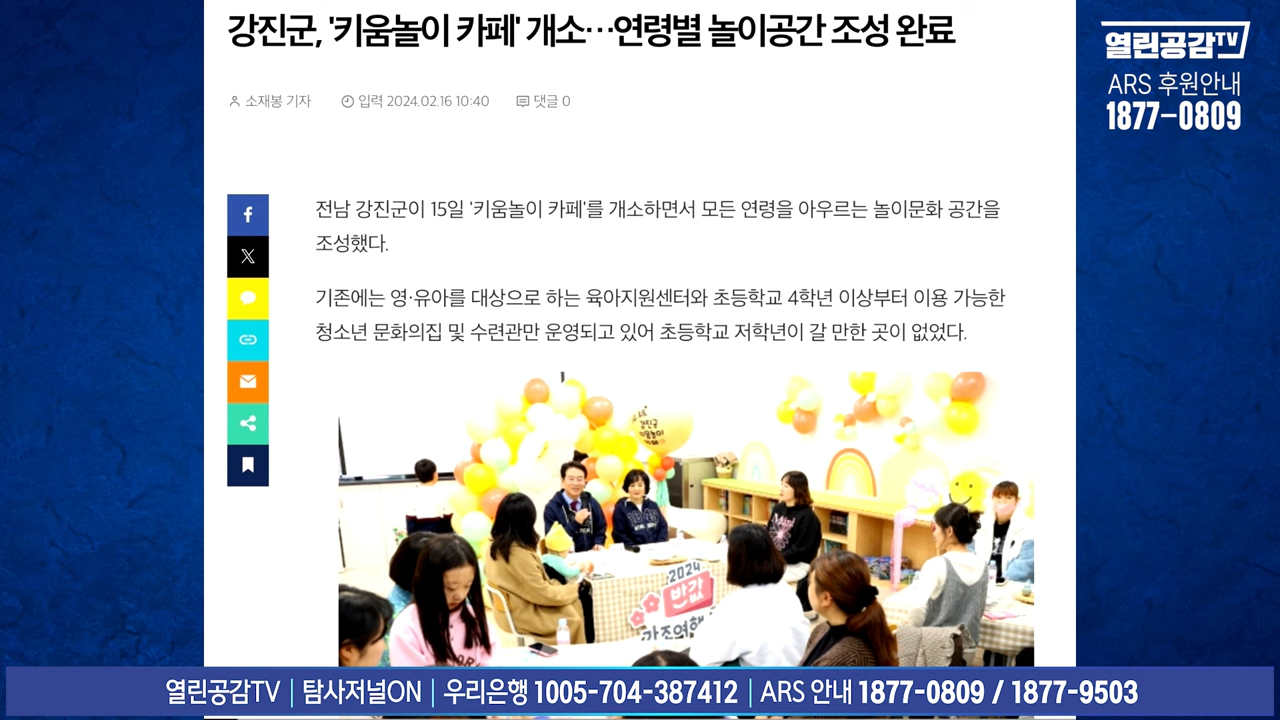 강진군, '키움놀이 카페' 개소…연령별 놀이공간 조성 완료
소재봉 기자 입력 2024.02.16 10:40 댓글 0
열린공감TV
ARS 후원안내
1877-0809
전남 강진군이 15일 '키움놀이 카페'를 개소하면서 모든 연령을 아우르는 놀이문화 공간을
조성했다.
기존에는 영·유아를 대상으로 하는 육아지원센터와 초등학교 4학년 이상부터 이용 가능한
청소년 문화의집 및 수련관만 운영되고 있어 초등학교 저학년이 갈 만한 곳이 없었다.
강진군
키움놀이
2024
반값
열린공감TV | 탐사저널ON | 우리은행 1005-704-387412 | ARS 안내 1877-0809 / 1877-9503